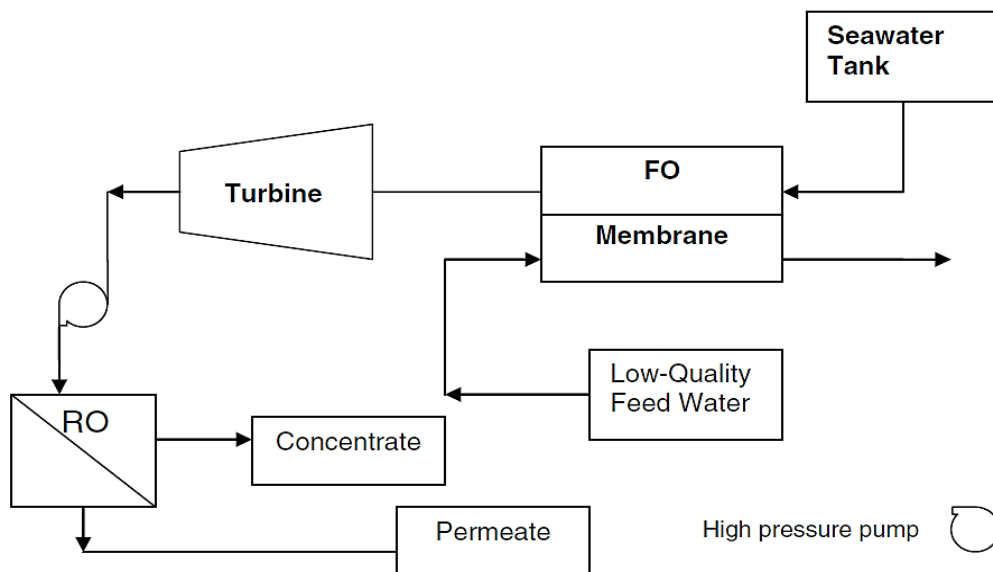 Seawater
Tank
FO
Turbine
Membrane
Low-Quality
Feed Water
RO
Concentrate
Permeate
High pressure pump